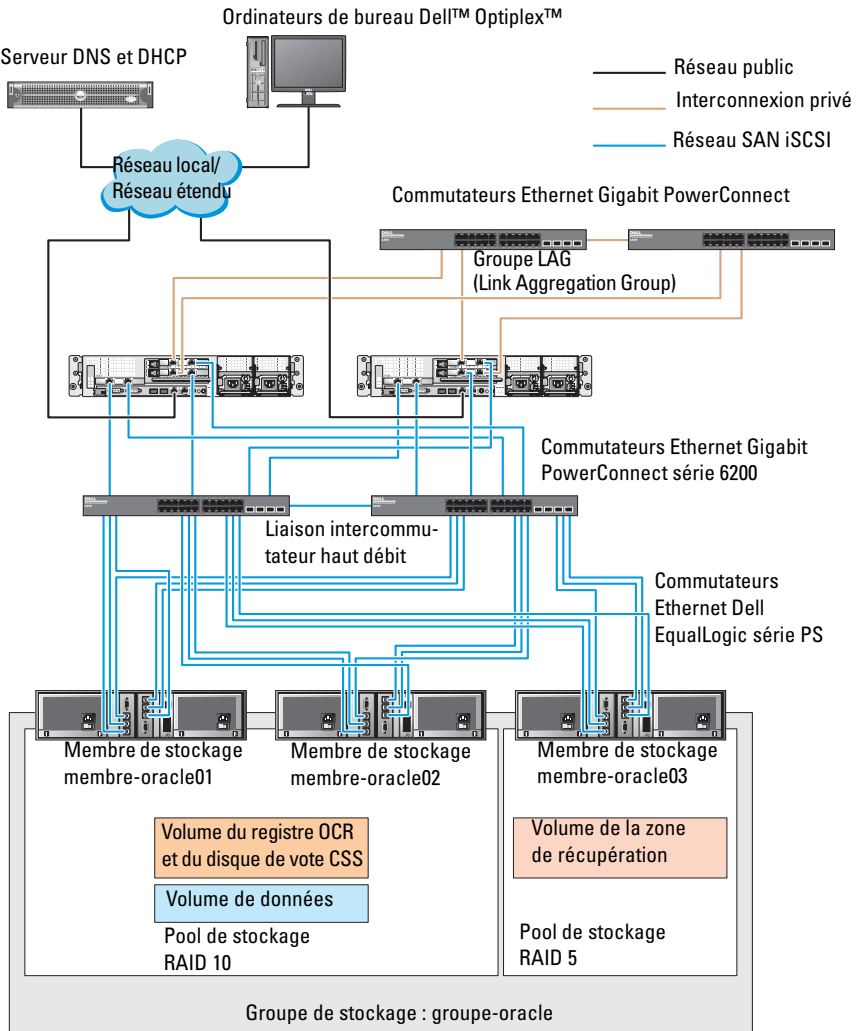 Ordinateurs de bureau Dell™ Optiplex™
Serveur DNS et DHCP
Réseau public
Interconnexion privé
Réseau SAN iSCSI
Réseau local/
Réseau étendu
Commutateurs Ethernet Gigabit PowerConnect
Groupe LAG
(Link Aggregation Group)
Commutateurs Ethernet Gigabit
PowerConnect série 6200
Liaison intercommu-
tateur haut débit
Commutateurs
Ethernet Dell
EqualLogic série PS
Membre de stockage
membre-oracle01
Membre de stockage
membre-oracle02
Membre de stockage
membre-oracle03
Volume du registre OCR
et du disque de vote CSS
Volume de données
Pool de stockage
RAID 10
Volume de la zone
de récupération
Pool de stockage
RAID 5
Groupe de stockage : groupe-oracle